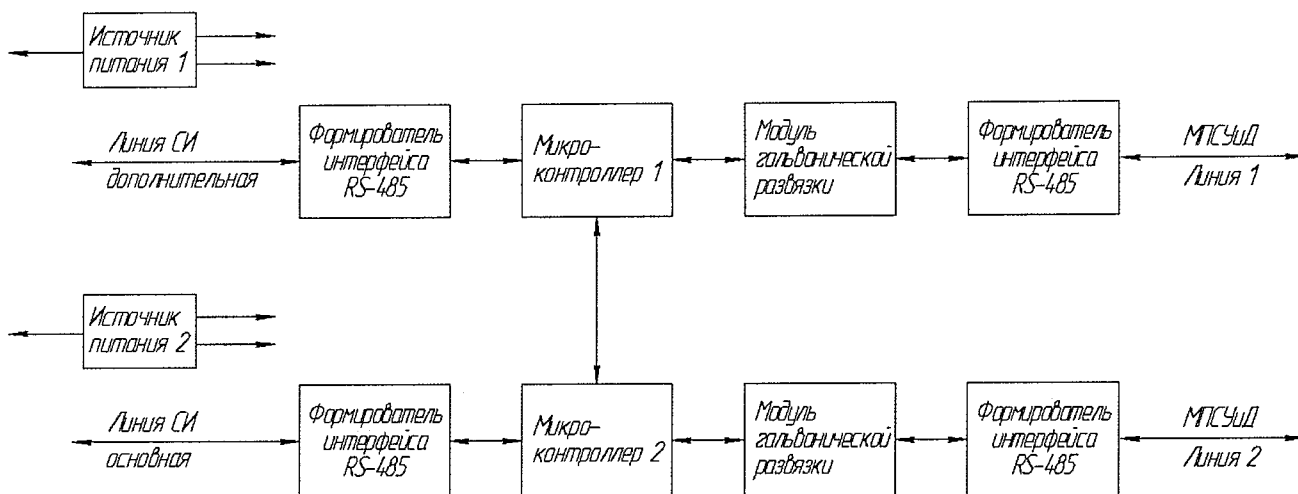 Источник
питания 1
Линия СИ
дополнительная
Формирователь
интерфейса
RS-485
Микро-
контроллер 1
Модуль
гальванической
развязки
Формирователь
интерфейса
RS-485
МПСУиД
Линия 1
Источник
питания 2
Линия СИ
основная
Формирователь
интерфейса
RS-485
Микро-
контроллер 2
Модуль
гальванической
развязки
Формирователь
интерфейса
RS-485
МПСУиД
Линия 2